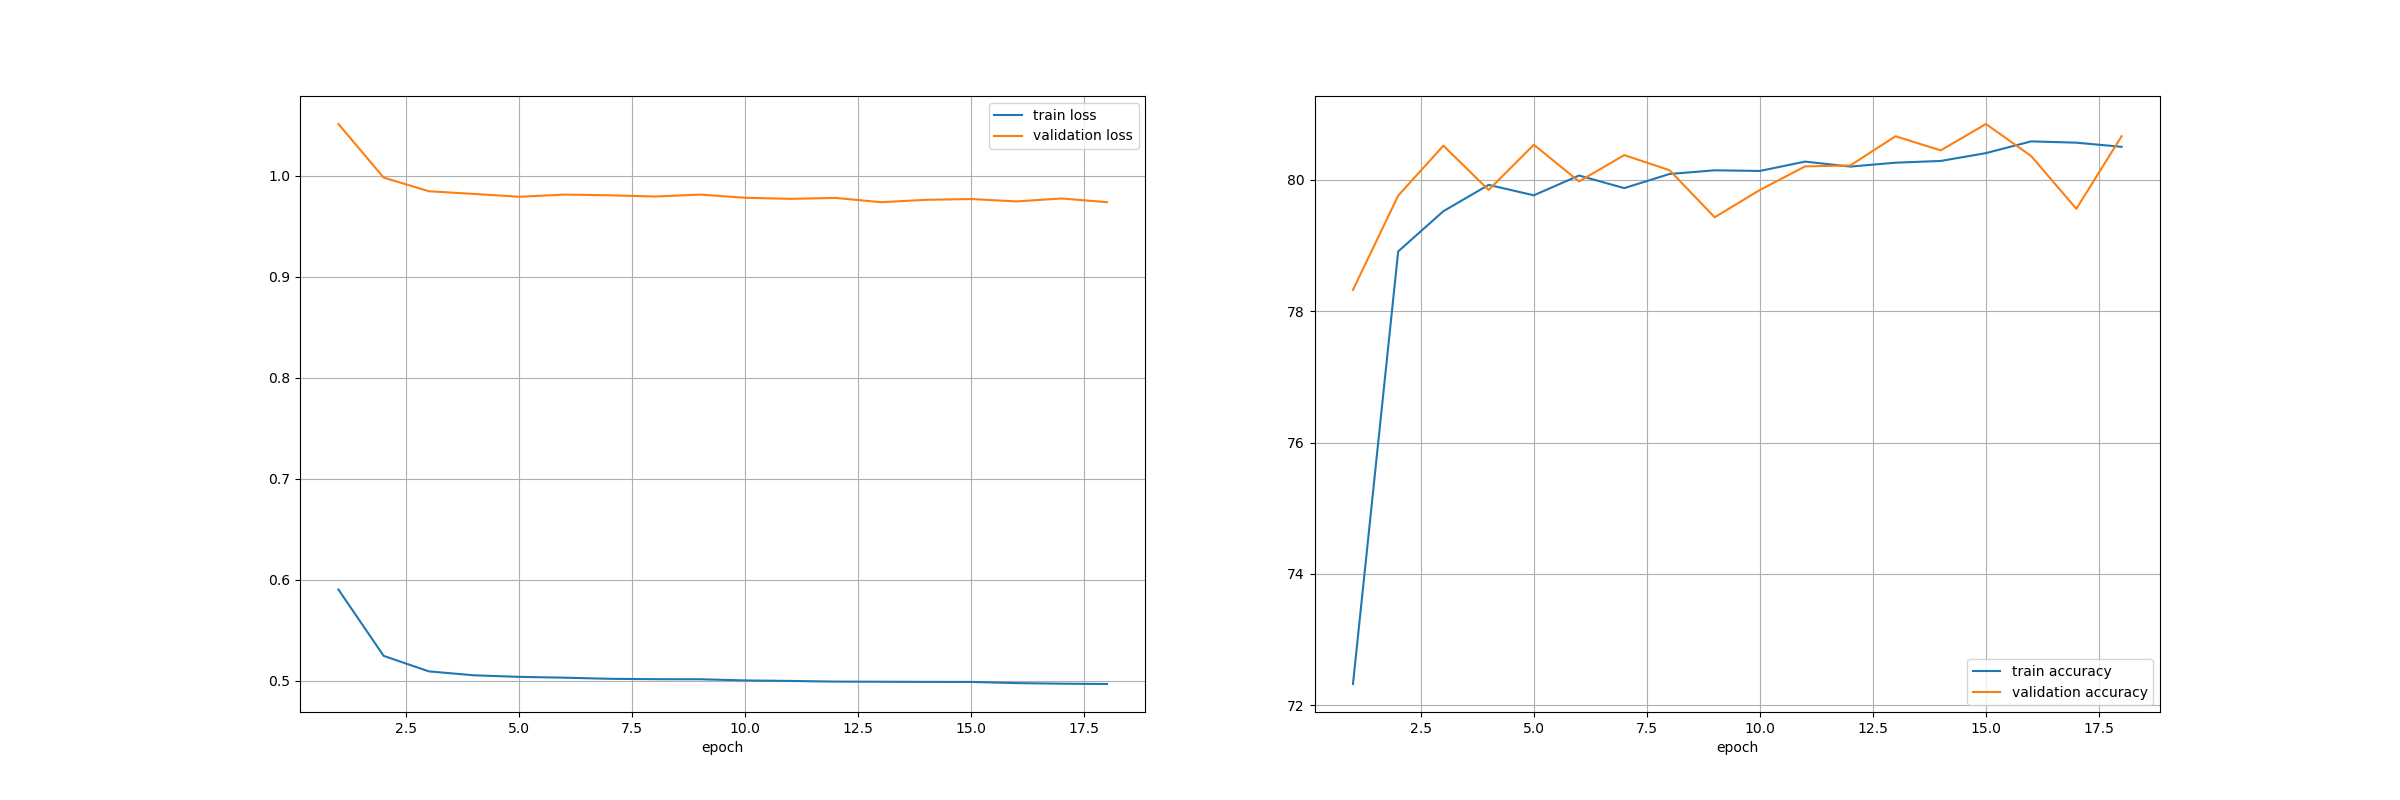 train loss
validation loss
1.0
0.9
0.8
0.7
0.6
0.5
2.5 5.0 7.5 10.0 12.5 15.0 17.5
epoch
80
78
76
74
72
train accuracy
validation accuracy
2.5 5.0 7.5 10.0 12.5 15.0 17.5
epoch